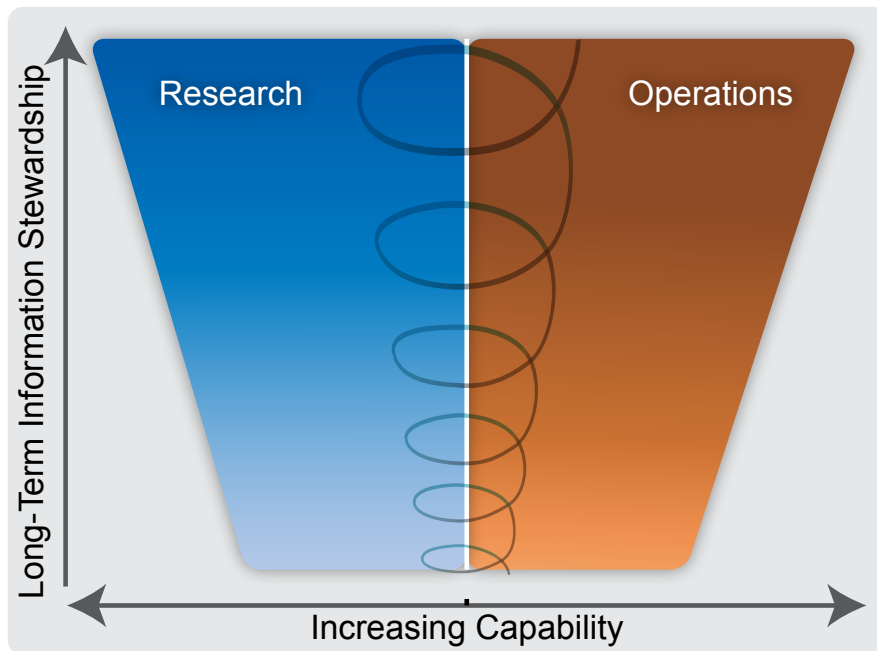 Research
Operations
Long-Term Information Stewardship
Increasing Capability